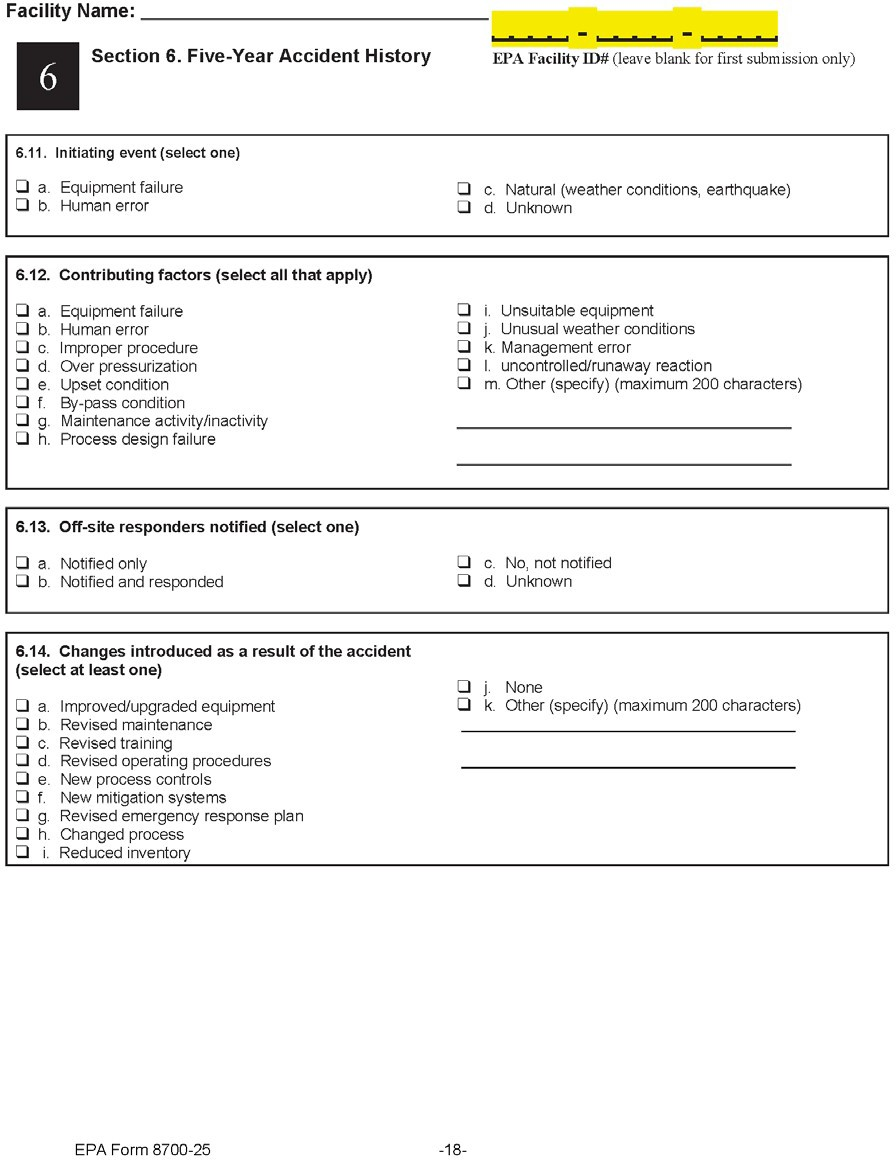 Facility Name:
6
Section 6. Five-Year Accident History
EPA Facility ID# (leave blank for first submission only)
6.11. Initiating event (select one)
a. Equipment failure
b. Human error
c. Natural (weather conditions, earthquake)
d. Unknown
6.12. Contributing factors (select all that apply)
a. Equipment failure
b. Human error
c. Improper procedure
d. Over pressurization
e. Upset condition
f. By-pass condition
g. Maintenance activity/inactivity
h. Process design failure
i. Unsuitable equipment
j. Unusual weather conditions
k. Management error
l. uncontrolled/runaway reaction
m. Other (specify) (maximum 200 characters)
6.13. Off-site responders notified (select one)
a. Notified only
b. Notified and responded
c. No, not notified
d. Unknown
6.14. Changes introduced as a result of the accident
(select at least one)
a. Improved/upgraded equipment
b. Revised maintenance
c. Revised training
d. Revised operating procedures
e. New process controls
f. New mitigation systems
g. Revised emergency response plan
h. Changed process
i. Reduced inventory
j. None
k. Other (specify) (maximum 200 characters)
EPA Form 8700-25
-18-